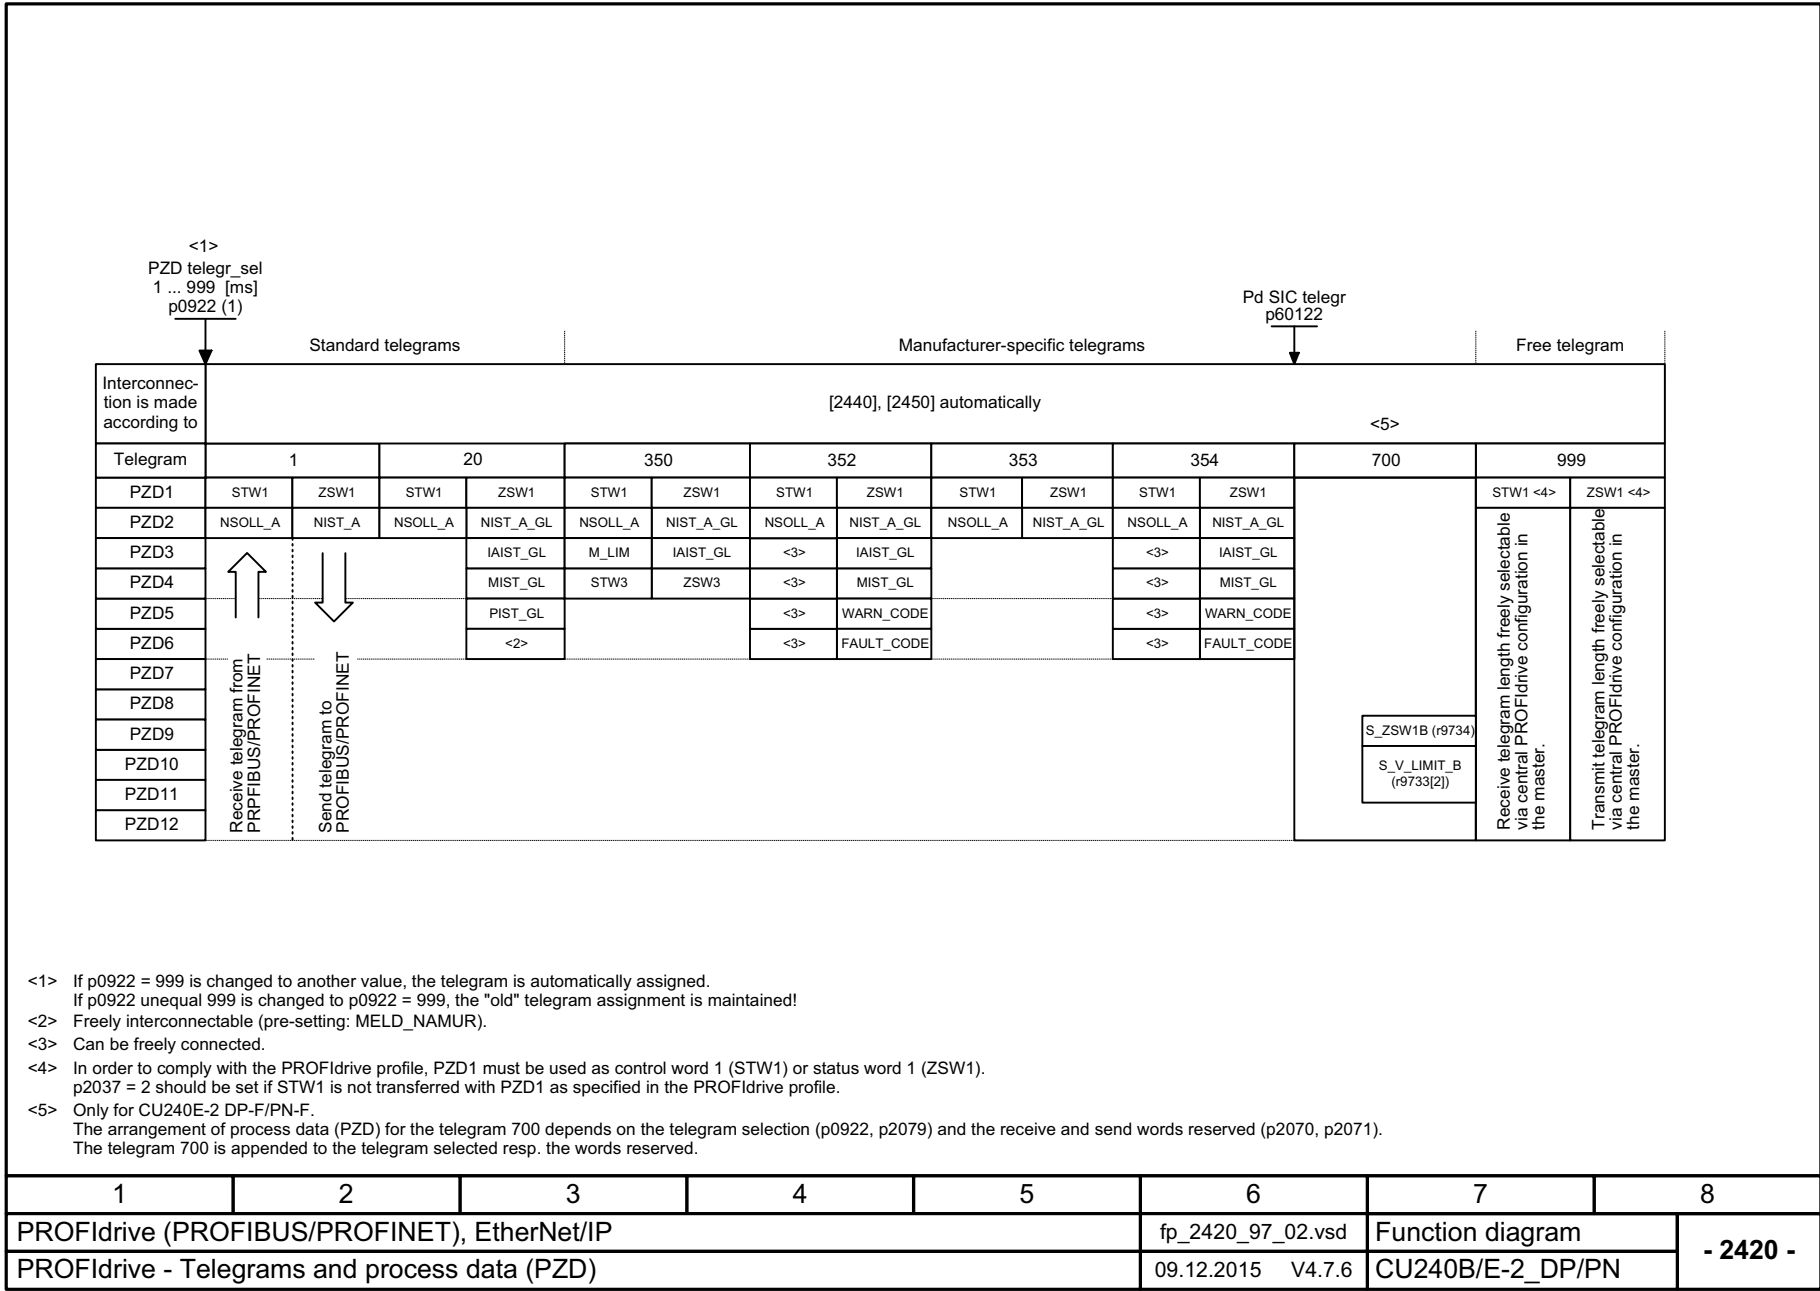 <1>
PZD telegr_sel
1 ... 999 [ms]
p0922 (1)
Pd SIC telegr
p60122
Standard telegrams
Manufacturer-specific telegrams
Free telegram
Interconnec-
tion is made
according to
[2440], [2450] automatically
<5>
Telegram 1 20 350 352 353 354 700 999
PZD1 STW1 ZSW1 STW1 ZSW1 STW1 ZSW1 STW1 ZSW1 STW1 ZSW1 STW1 ZSW1 STW1 <4> ZSW1 <4>
PZD2 NSOLL_A NIST_A NSOLL_A NIST_A_GL NSOLL_A NIST_A_GL NSOLL_A NIST_A_GL NSOLL_A NIST_A_GL NSOLL_A NIST_A_GL
PZD3 IAIST_GL M_LIM IAIST_GL <3> IAIST_GL <3> IAIST_GL
PZD4 MIST_GL STW3 ZSW3 <3> MIST_GL <3> MIST_GL
PZD5 PIST_GL <3> WARN_CODE <3> WARN_CODE
PZD6 <2> <3> FAULT_CODE <3> FAULT_CODE
PZD7
PZD8
PZD9 S_ZSW1B (r9734)
PZD10 S_V_LIMIT_B
(r9733[2])
PZD11
PZD12
Receive telegram from
PRPFIBUS/PROFINET
Send telegram to
PROFIBUS/PROFINET
Receive telegram length freely selectable
via central PROFIdrive configuration in
the master.
Transmit telegram length freely selectable
via central PROFIdrive configuration in
the master.
<1> If p0922 = 999 is changed to another value, the telegram is automatically assigned.
If p0922 unequal 999 is changed to p0922 = 999, the "old" telegram assignment is maintained!
<2> Freely interconnectable (pre-setting: MELD_NAMUR).
<3> Can be freely connected.
<4> In order to comply with the PROFIdrive profile, PZD1 must be used as control word 1 (STW1) or status word 1 (ZSW1).
p2037 = 2 should be set if STW1 is not transferred with PZD1 as specified in the PROFIdrive profile.
<5> Only for CU240E-2 DP-F/PN-F.
The arrangement of process data (PZD) for the telegram 700 depends on the telegram selection (p0922, p2079) and the receive and send words reserved (p2070, p2071).
The telegram 700 is appended to the telegram selected resp. the words reserved.
1 2 3 4 5 6 7 8
PROFIdrive (PROFIBUS/PROFINET), EtherNet/IP fp_2420_97_02.vsd Function diagram
- 2420 -
PROFIdrive - Telegrams and process data (PZD) 09.12.2015 V4.7.6 CU240B/E-2_DP/PN